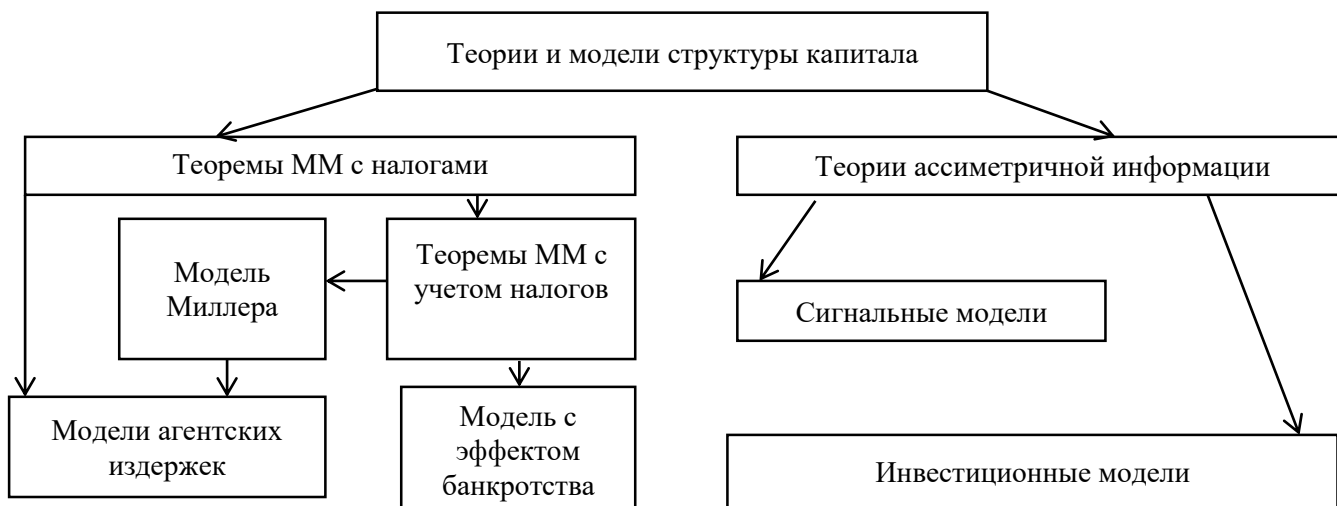 Теории и модели структуры капитала
Теоремы ММ с налогами
Теории ассиметричной информации
Модель
Миллера
Теоремы ММ с
учетом налогов
Сигнальные модели
Модели агентских
издержек
Модель с
эффектом
банкротства
Инвестиционные модели